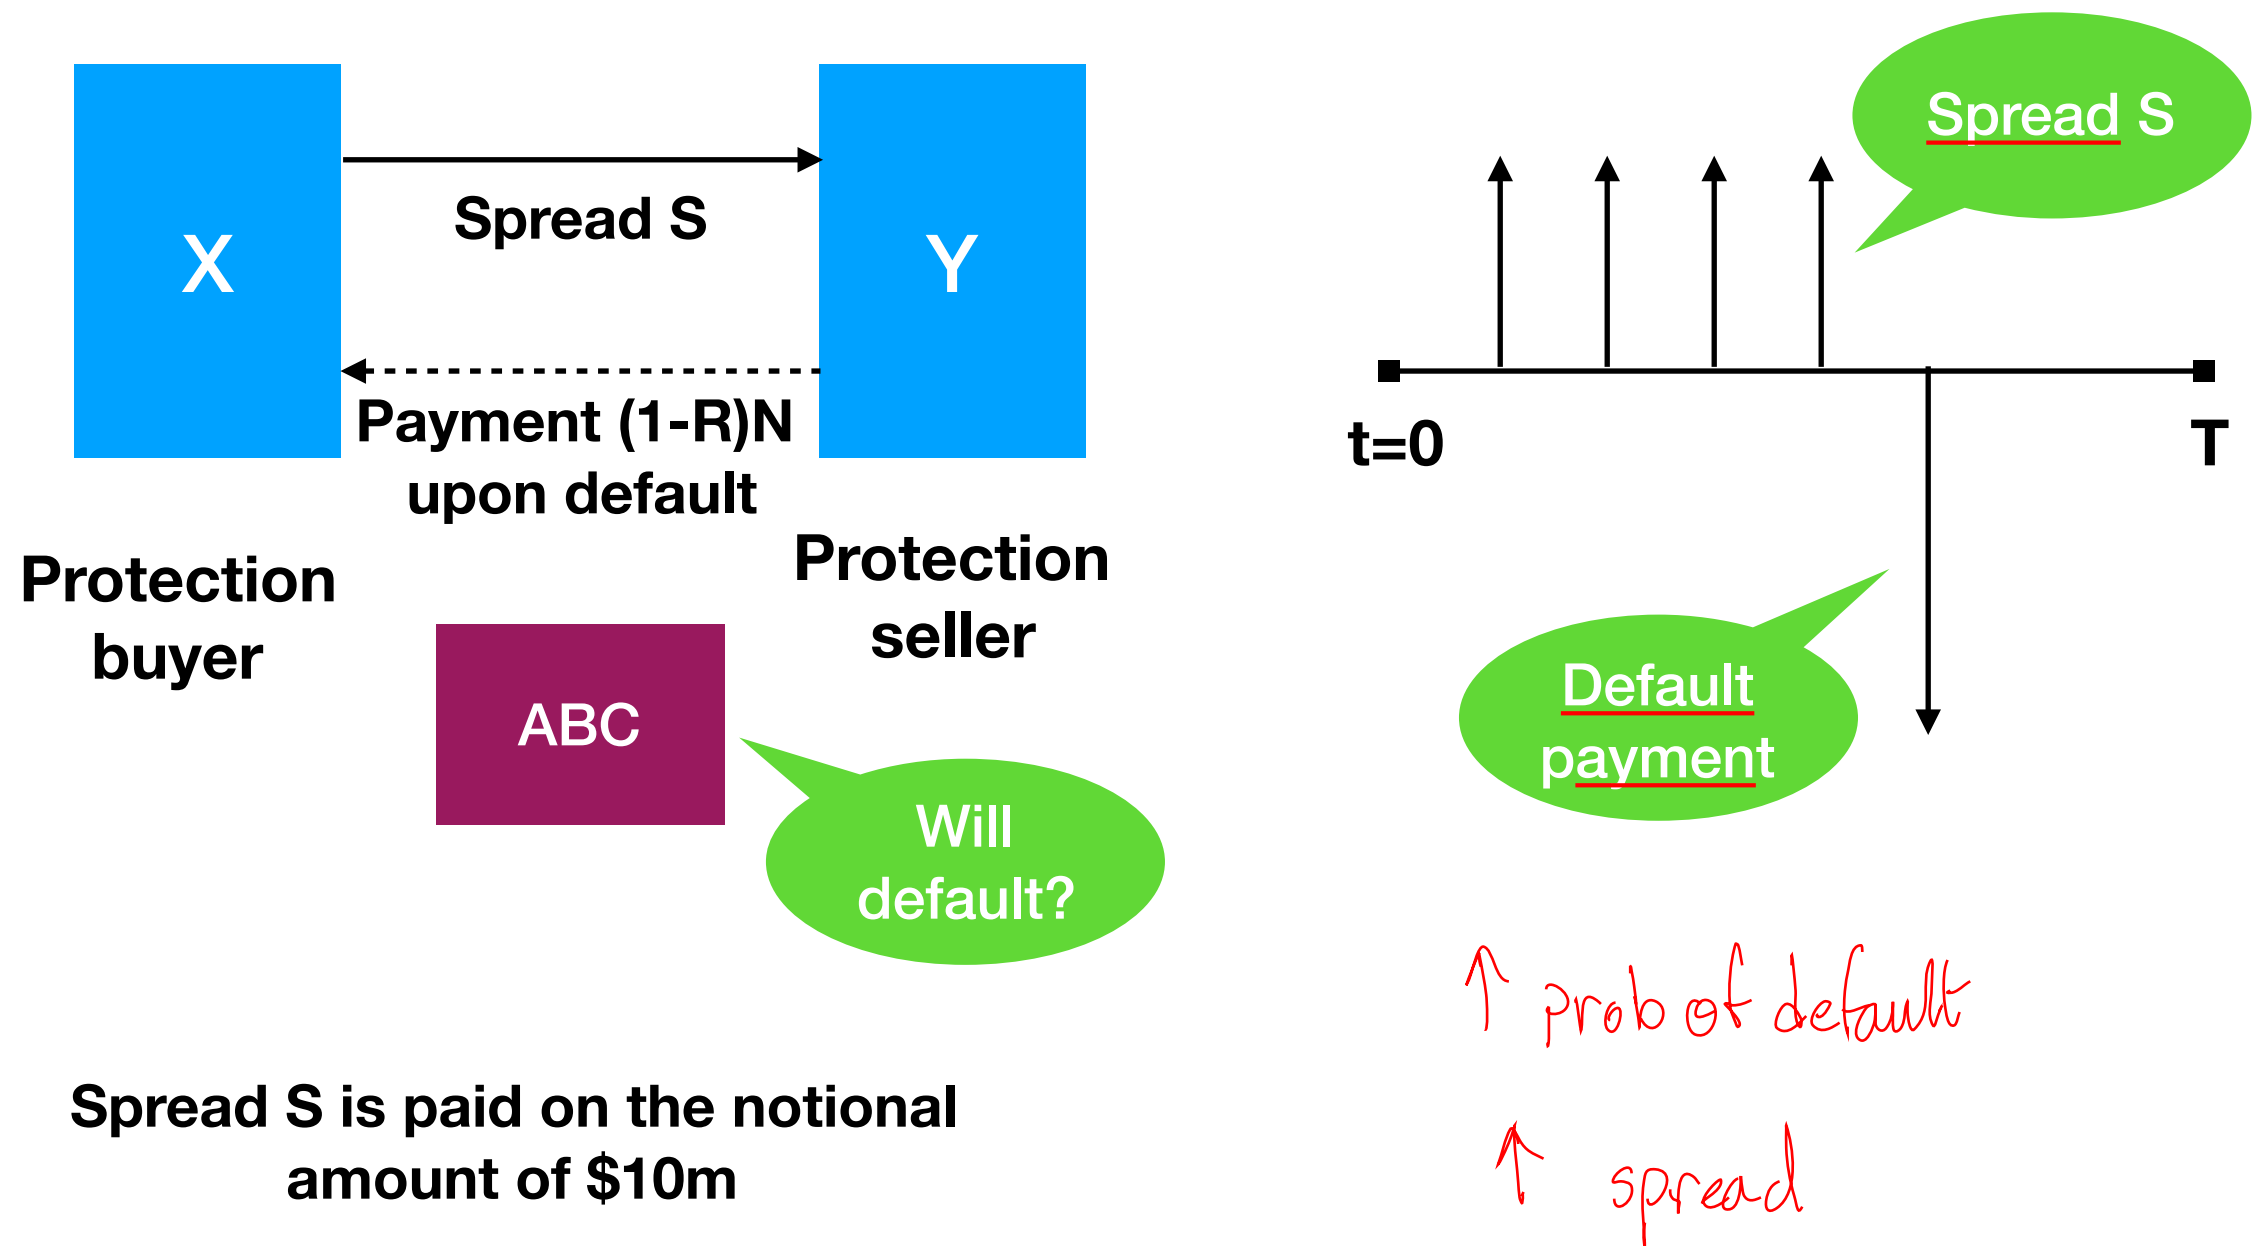 X
Spread S
Y
Payment (1-R)N
upon default
Protection
buyer
Protection
seller
ABC
Will
default?
Spread S is paid on the notional
amount of $10m
Spread S
t=0
T
Default
payment
↑ prob of default
↑ spread